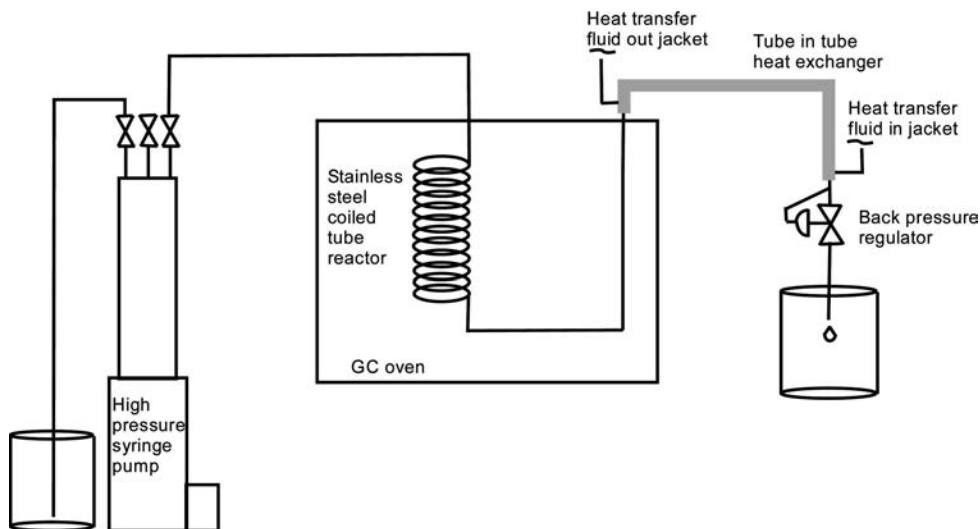 Heat transfer
fluid out jacket
Tube in tube
heat exchanger
Heat transfer
fluid in jacket
Stainless
steel
coiled
tube
reactor
Back pressure
regulator
GC oven
High
pressure
syringe
pump